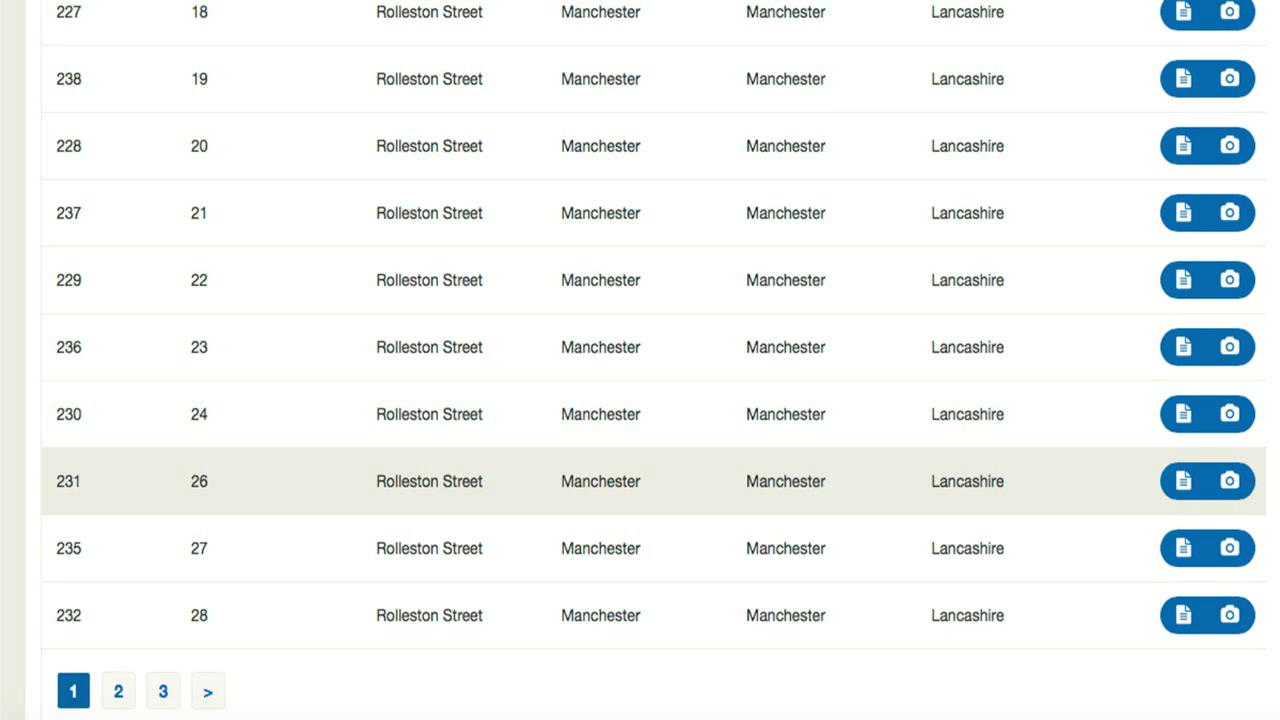 227 18 Rolleston Street Manchester Manchester Lancashire
238 19 Rolleston Street Manchester Manchester Lancashire
228 20 Rolleston Street Manchester Manchester Lancashire
237 21 Rolleston Street Manchester Manchester Lancashire
229 22 Rolleston Street Manchester Manchester Lancashire
236 23 Rolleston Street Manchester Manchester Lancashire
230 24 Rolleston Street Manchester Manchester Lancashire
231 26 Rolleston Street Manchester Manchester Lancashire
235 27 Rolleston Street Manchester Manchester Lancashire
232 28 Rolleston Street Manchester Manchester Lancashire
1 2 3 >